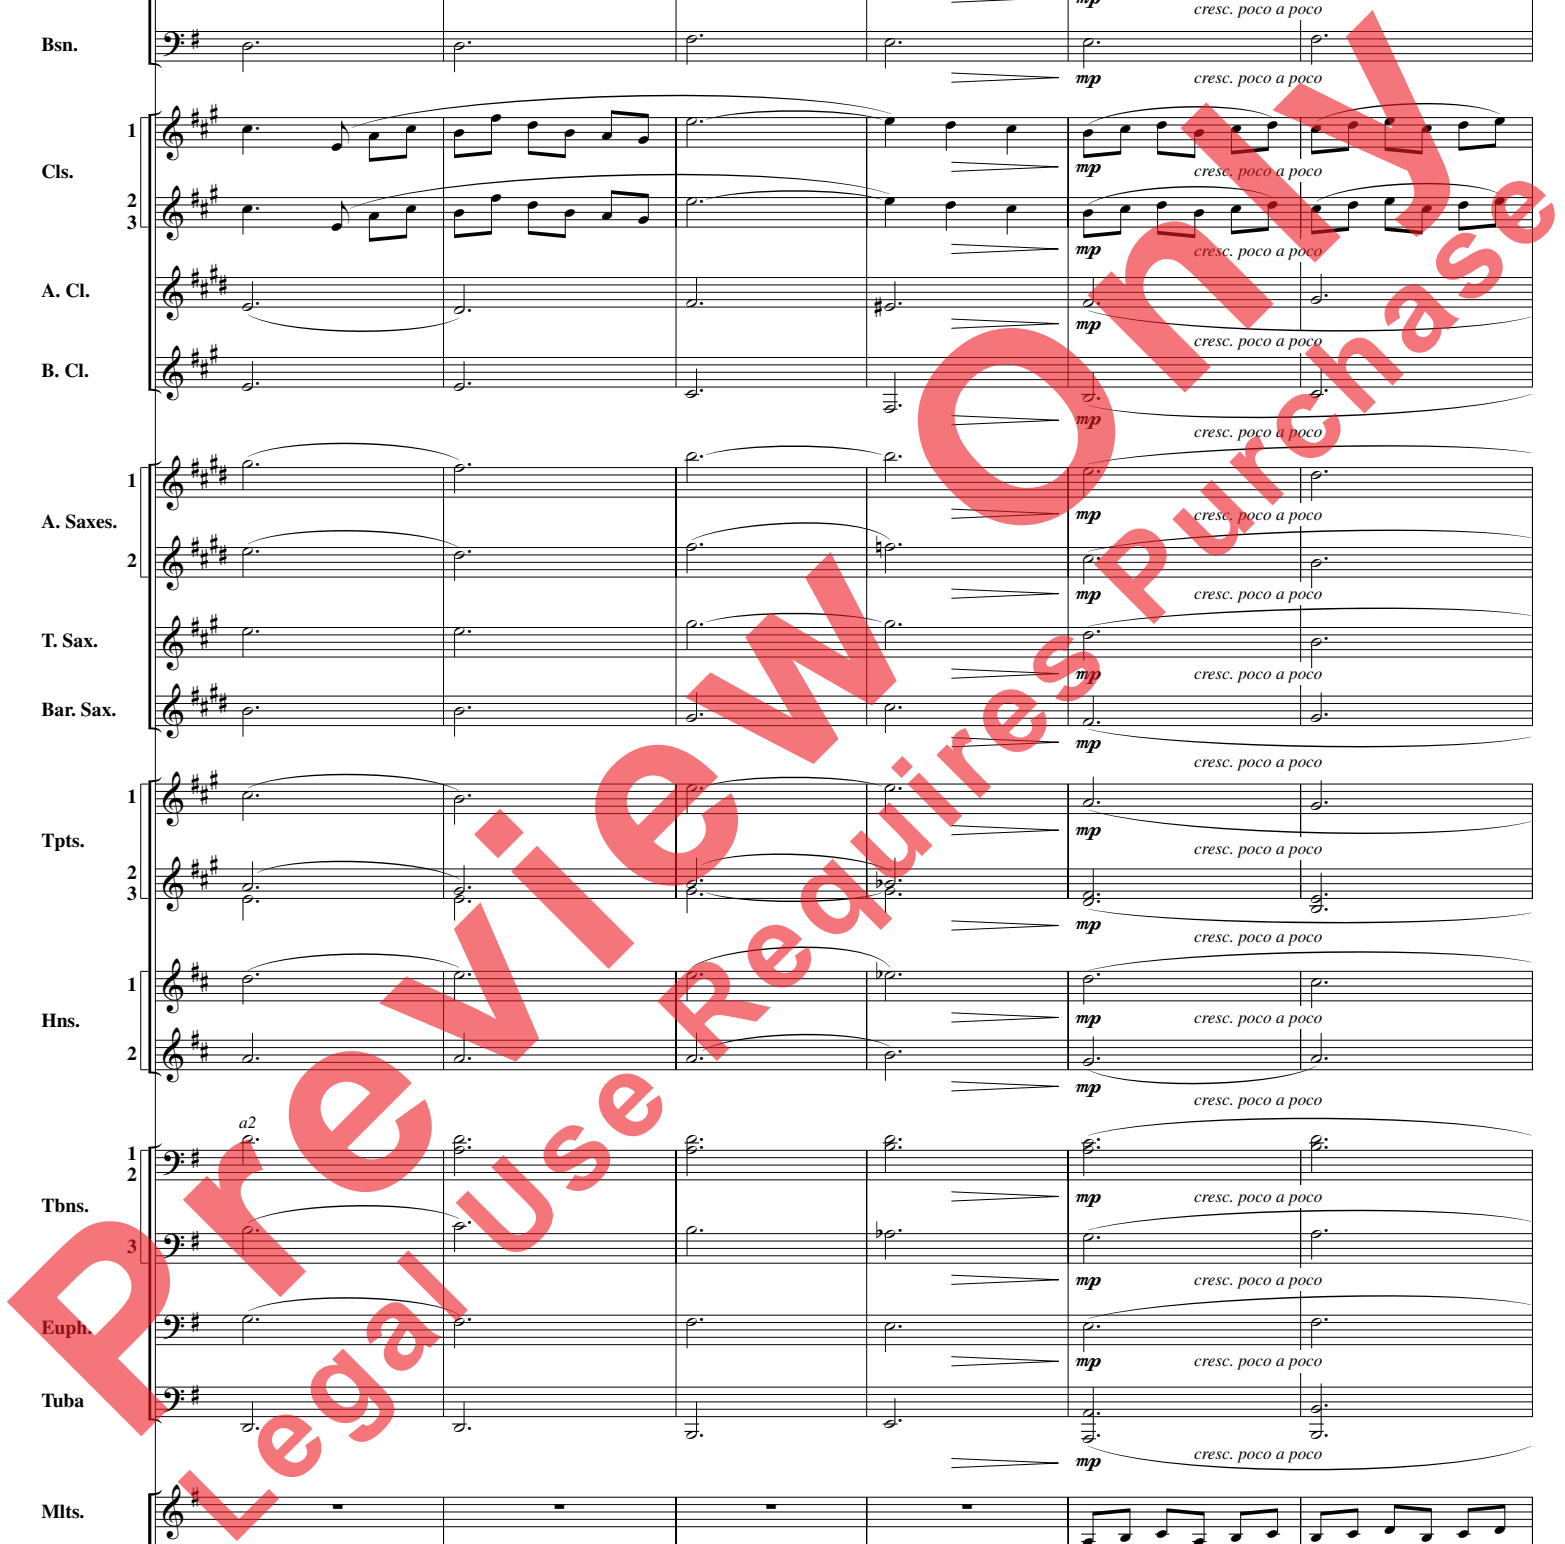 mp
cresc. poco a poco
Bsn.
mp
cresc. poco a poco
1
mp
cresc. poco a poco
Cls.
2
3
mp
cresc. poco a poco
A. Cl.
mp
cresc. poco a poco
B. Cl.
mp
cresc. poco a poco
1
mp
cresc. poco a poco
A. Saxes.
2
mp
cresc. poco a poco
T. Sax.
mp
cresc. poco a poco
Bar. Sax.
mp
cresc. poco a poco
1
mp
cresc. poco a poco
Tpts.
2
3
mp
cresc. poco a poco
1
mp
cresc. poco a poco
Hns.
2
mp
cresc. poco a poco
a2
1
2
mp
cresc. poco a poco
Tbns.
3
mp
cresc. poco a poco
Euph.
mp
cresc. poco a poco
Tuba
mp
cresc. poco a poco
Mlts.
Preview Only
Legal Use Requires Purchase